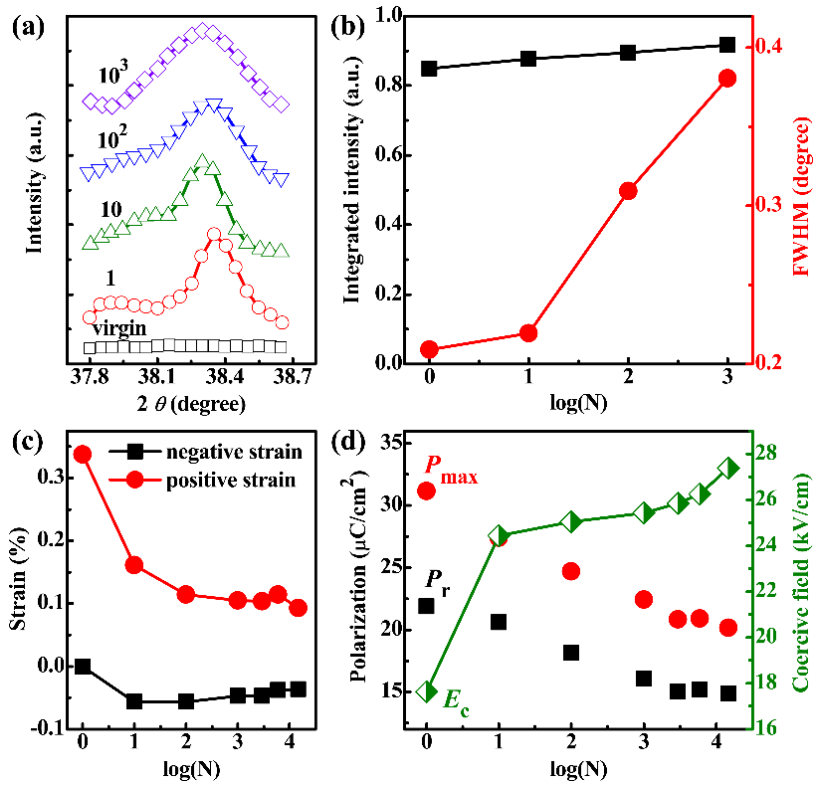 (a)
10³
10²
10
1
virgin
Intensity (a.u.)
37.8 38.1 38.4 38.7
2 θ (degree)
(b)
1.0
0.8
0.6
0.4
0.2
0.0
Integrated intensity (a.u.)
0.4
0.3
0.2
FWHM (degree)
0 1 2 3
log(N)
(c)
negative strain
positive strain
0.3
0.2
0.1
0.0
-0.1
Strain (%)
0 1 2 3 4
log(N)
(d)
Pmax
Pr
Ec
35
30
25
20
15
Polarization (μC/cm²)
28
26
24
22
20
18
16
Coercive field (kV/cm)
0 1 2 3 4
log(N)